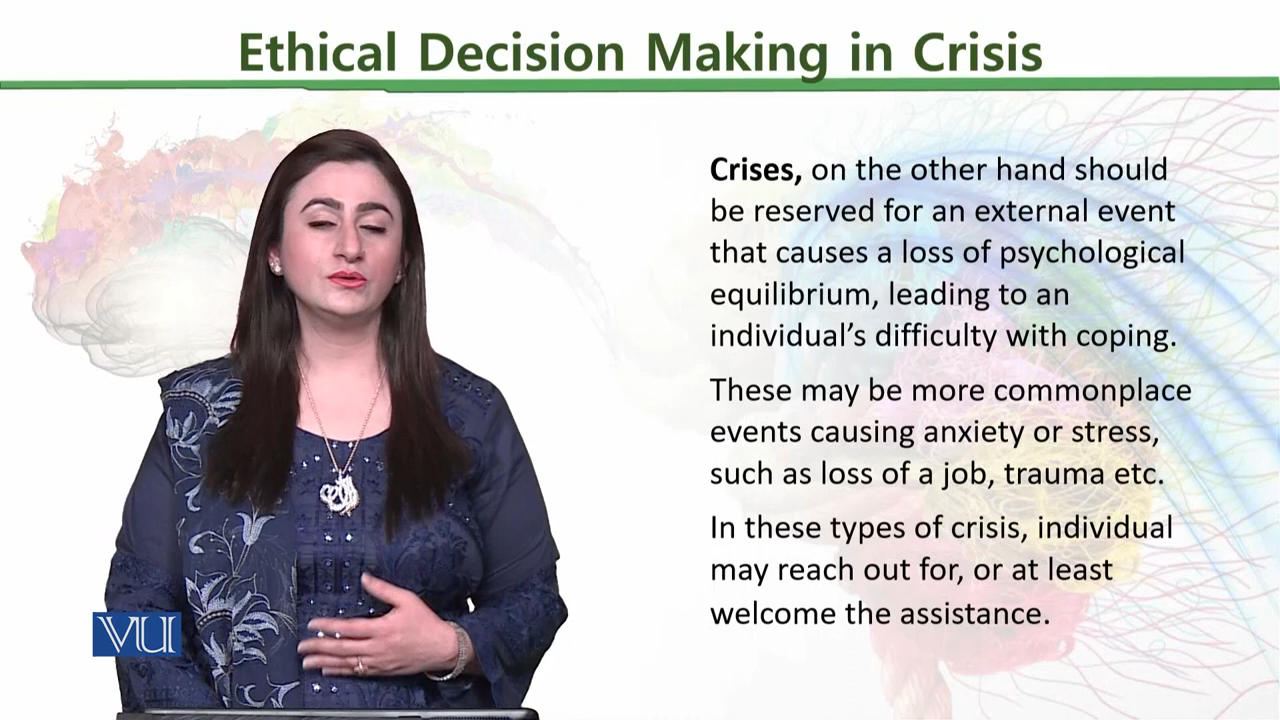 Ethical Decision Making in Crisis
Crises, on the other hand should
be reserved for an external event
that causes a loss of psychological
equilibrium, leading to an
individual’s difficulty with coping.
These may be more commonplace
events causing anxiety or stress,
such as loss of a job, trauma etc.
In these types of crisis, individual
may reach out for, or at least
welcome the assistance.
VU